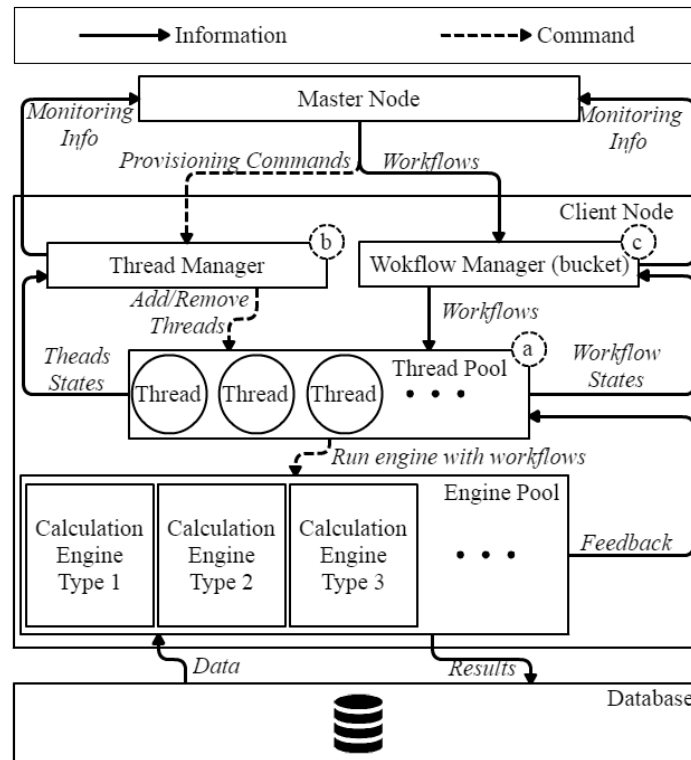 Information
Command
Master Node
Monitoring
Info
Monitoring
Info
Provisioning Commands
Workflows
Client Node
b
c
Thread Manager
Wokflow Manager (bucket)
Add/Remove
Threads
Workflows
Theads
States
a
Thread Pool
Workflow
States
Thread
Thread
Thread
• • •
Run engine with workflows
Engine Pool
Calculation
Engine
Type 1
Calculation
Engine
Type 2
Calculation
Engine
Type 3
• • •
Feedback
Data
Results
Database